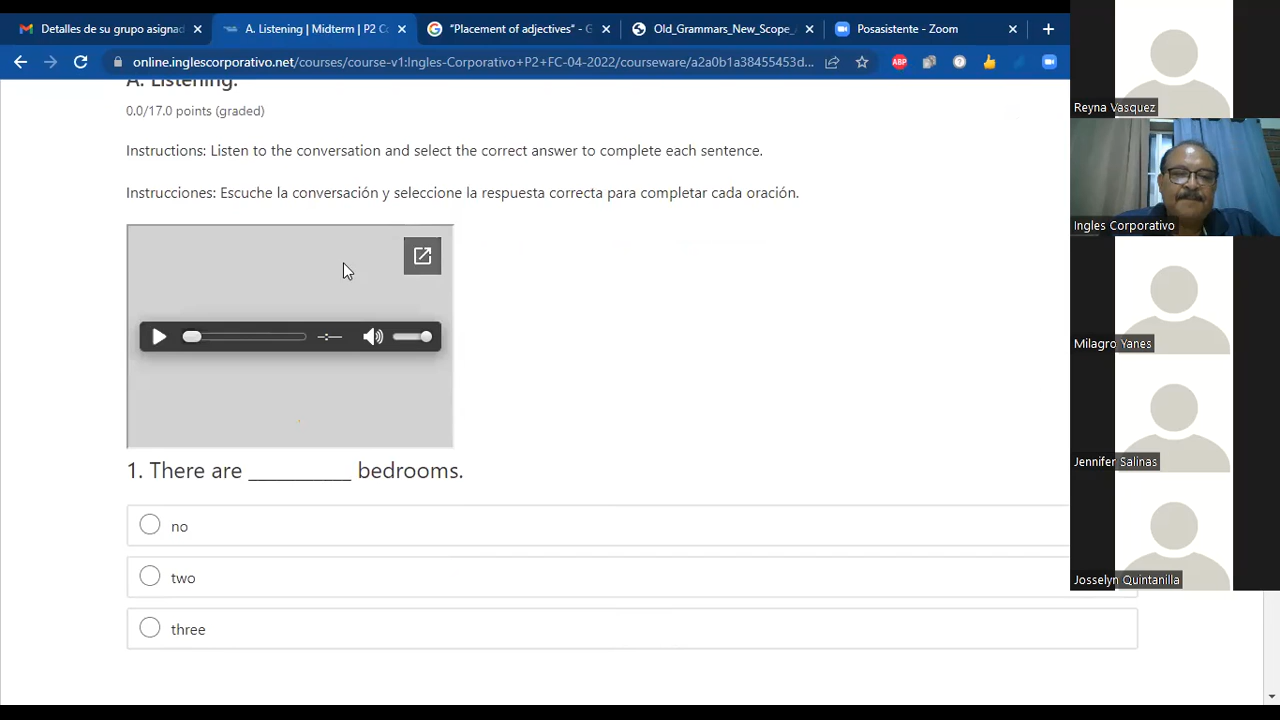 Detalles de su grupo asignad
A. Listening | Midterm | P2 Co
"Placement of adjectives" - G
Old_Grammars_New_Scope_
Posasistente - Zoom
online.inglescorporativo.net/courses/course-v1:Ingles-Corporativo+P2+FC-04-2022/courseware/a2a0b1a38455453d...
ABP
A. Listening.
0.0/17.0 points (graded)
Instructions: Listen to the conversation and select the correct answer to complete each sentence.
Instrucciones: Escuche la conversación y seleccione la respuesta correcta para completar cada oración.
-:--
1. There are __________ bedrooms.
no
two
three
Reyna Vasquez
Ingles Corporativo
Milagro Yanes
Jennifer Salinas
Josselyn Quintanilla